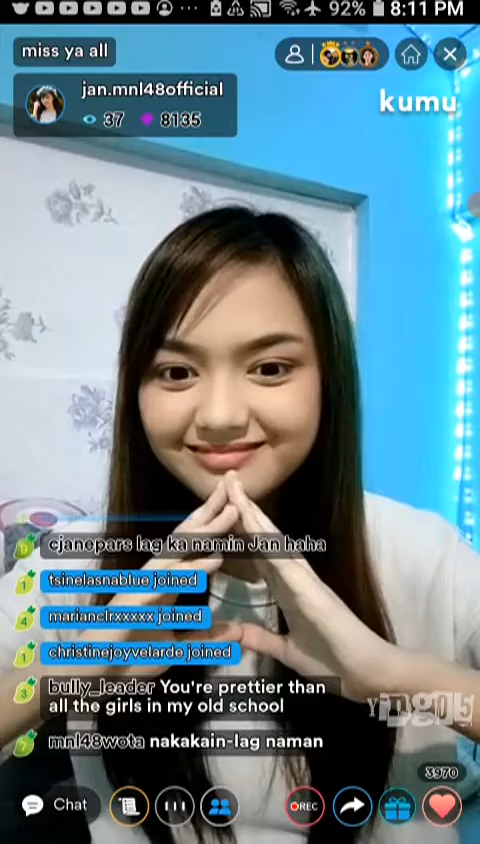 92% 8:11 PM
miss ya all
jan.mnl48official
37 8135
kumu
cjanopars lag ka namin Jan haha
tsinelasnablue joined
marianclrxxxxx joined
christinejoyvelarde joined
bully_leader You're prettier than
all the girls in my old school
mnl48wota nakakain-lag naman
Ying05
3970
Chat
REC